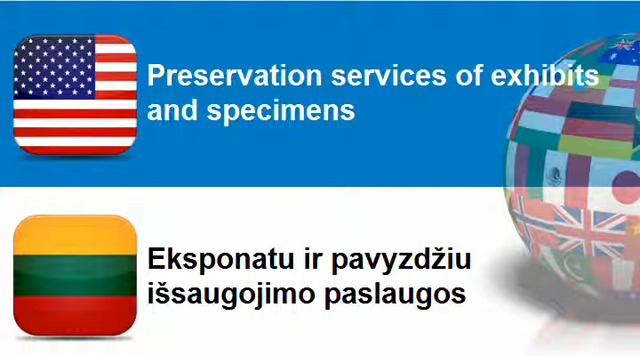 Preservation services of exhibits
and specimens
Eksponatu ir pavyzdžiu
išsaugojimo paslaugos